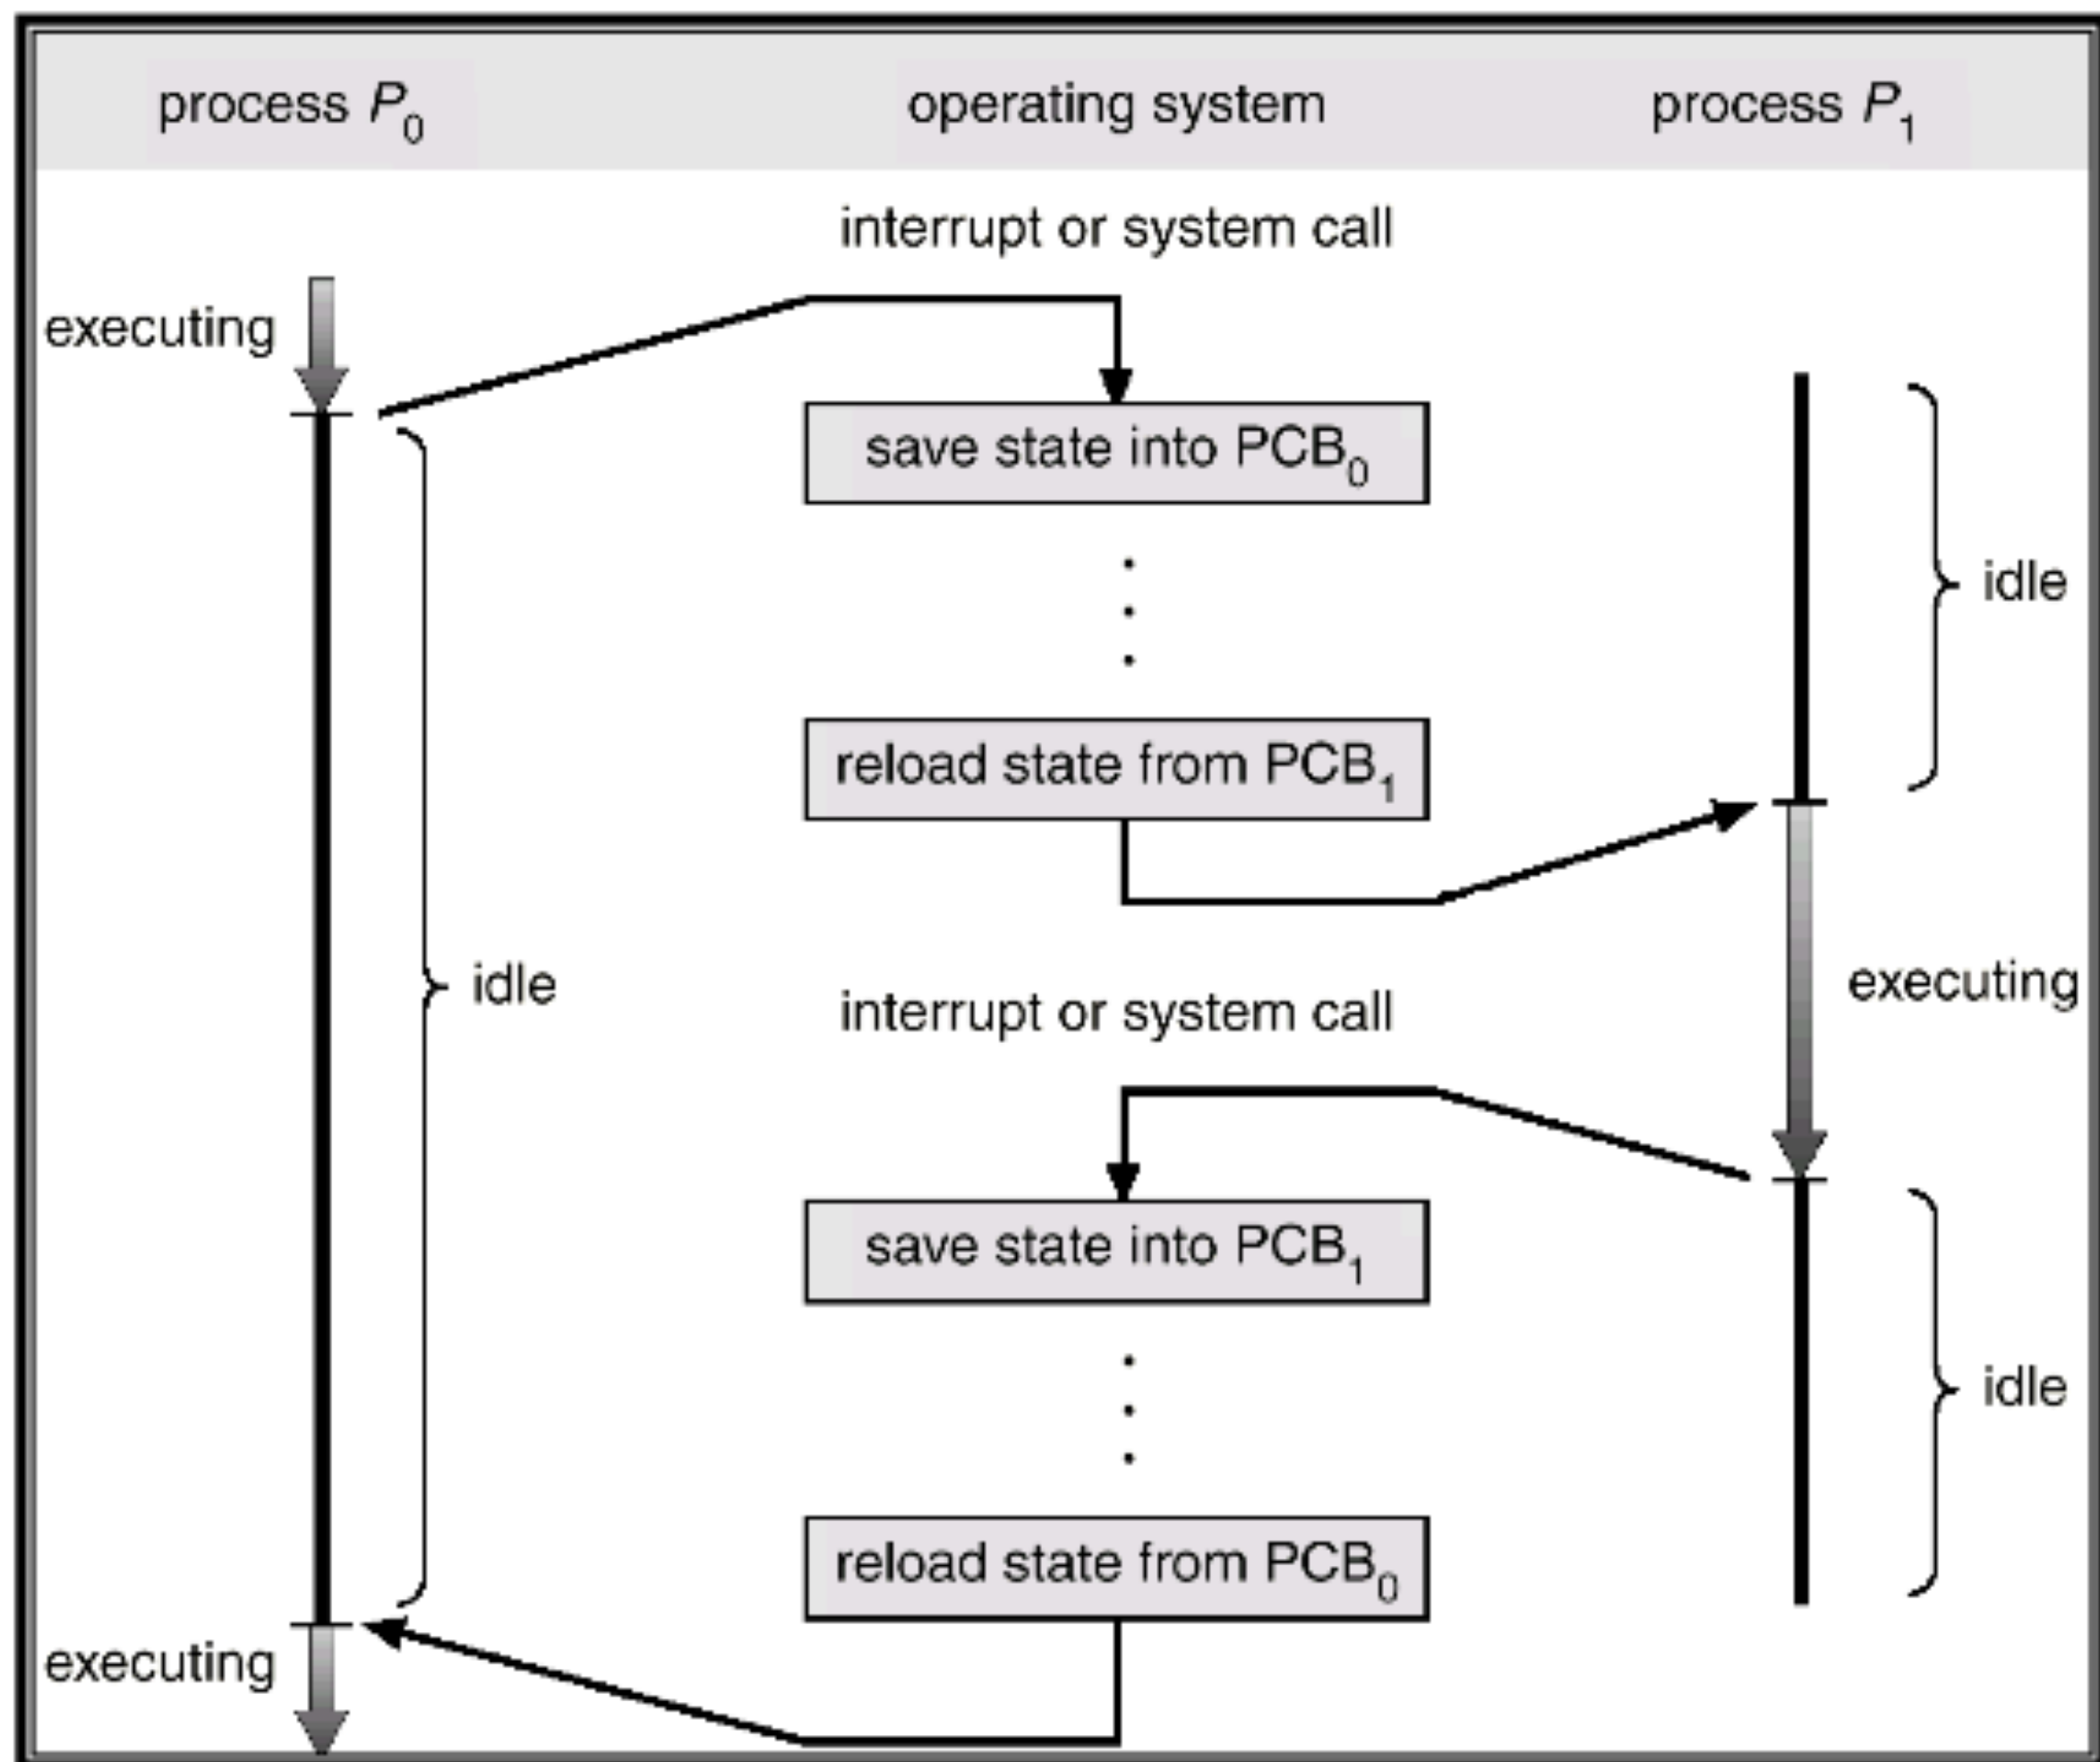 process P0 operating system process P1
interrupt or system call
executing
save state into PCB0
idle
reload state from PCB1
idle
executing
interrupt or system call
save state into PCB1
idle
reload state from PCB0
executing